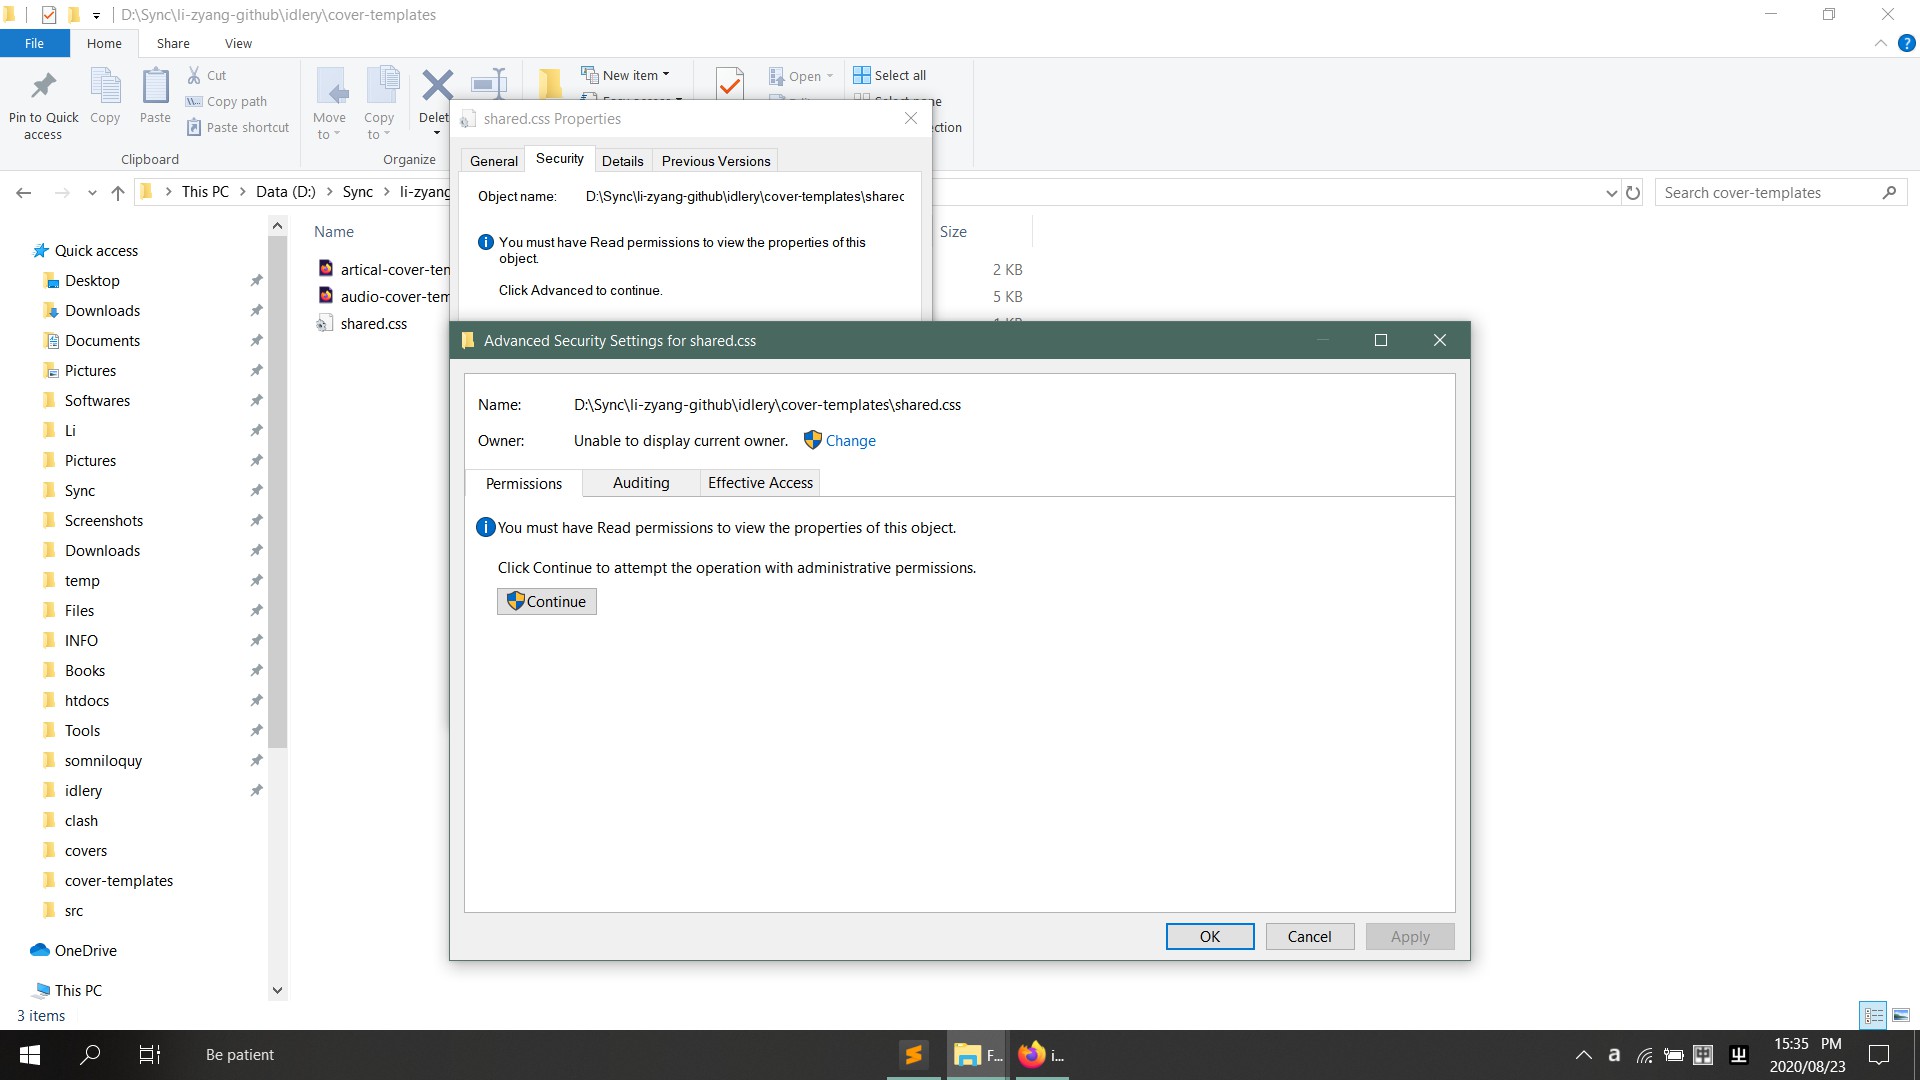 D:\Sync\li-zyang-github\idlery\cover-templates
File Home Share View
Pin to Quick access
Copy
Paste
Cut
Copy path
Paste shortcut
Clipboard
Move to
Copy to
Delet
Organize
New item
Open
Select all
ction
This PC Data (D:) Sync li-zyang
Search cover-templates
shared.css Properties
General Security Details Previous Versions
Object name: D:\Sync\li-zyang-github\idlery\cover-templates\sharec
You must have Read permissions to view the properties of this
object.
Click Advanced to continue.
Quick access
Desktop
Downloads
Documents
Pictures
Softwares
Li
Pictures
Sync
Screenshots
Downloads
temp
Files
INFO
Books
htdocs
Tools
somniloquy
idlery
clash
covers
cover-templates
src
OneDrive
This PC
3 items
Name Size
artical-cover-ten 2 KB
audio-cover-tem 5 KB
shared.css
Advanced Security Settings for shared.css
Name: D:\Sync\li-zyang-github\idlery\cover-templates\shared.css
Owner: Unable to display current owner. Change
Permissions Auditing Effective Access
You must have Read permissions to view the properties of this object.
Click Continue to attempt the operation with administrative permissions.
Continue
OK Cancel Apply
Be patient
F...
i...
a
15:35 PM
2020/08/23